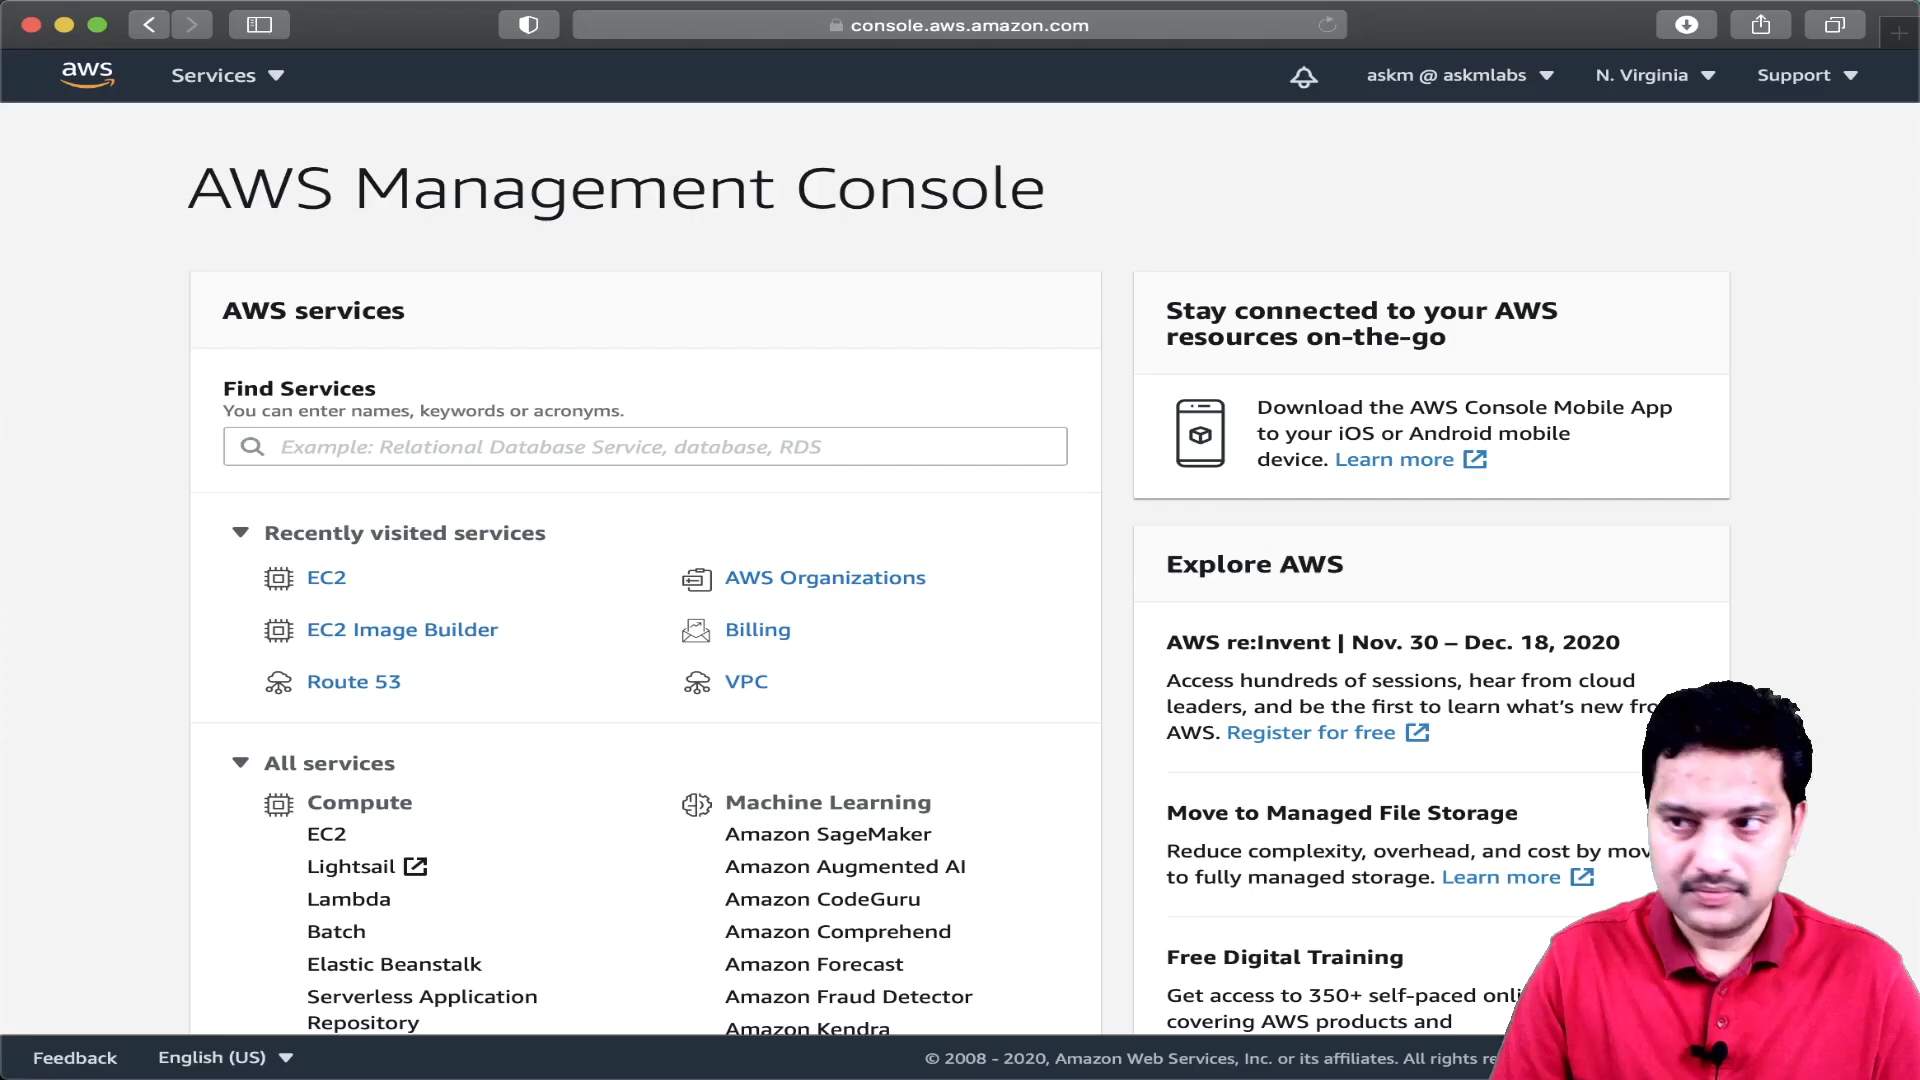 console.aws.amazon.com
aws
Services
askm @ askmlabs
N. Virginia
Support
AWS Management Console
AWS services
Find Services
You can enter names, keywords or acronyms.
Example: Relational Database Service, database, RDS
Recently visited services
EC2
AWS Organizations
EC2 Image Builder
Billing
Route 53
VPC
All services
Compute
EC2
Lightsail
Lambda
Batch
Elastic Beanstalk
Serverless Application
Repository
Machine Learning
Amazon SageMaker
Amazon Augmented AI
Amazon CodeGuru
Amazon Comprehend
Amazon Forecast
Amazon Fraud Detector
Amazon Kendra
Stay connected to your AWS
resources on-the-go
Download the AWS Console Mobile App
to your iOS or Android mobile
device. Learn more
Explore AWS
AWS re:Invent | Nov. 30 – Dec. 18, 2020
Access hundreds of sessions, hear from cloud
leaders, and be the first to learn what's new
AWS. Register for free
Move to Managed File Storage
Reduce complexity, overhead, and cost by
to fully managed storage. Learn more
Free Digital Training
Get access to 350+ self-paced
covering AWS products and
Feedback
English (US)
© 2008 - 2020, Amazon Web Services, Inc. or its affiliates. All rights